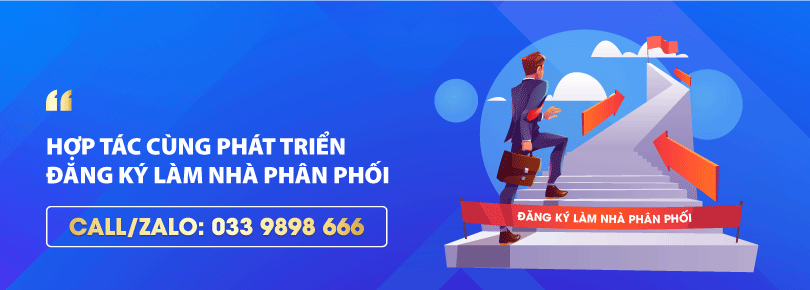 HỢP TÁC CÙNG PHÁT TRIỂN
ĐĂNG KÝ LÀM NHÀ PHÂN PHỐI
CALL/ZALO: 033 9898 666
ĐĂNG KÝ LÀM NHÀ PHÂN PHỐI